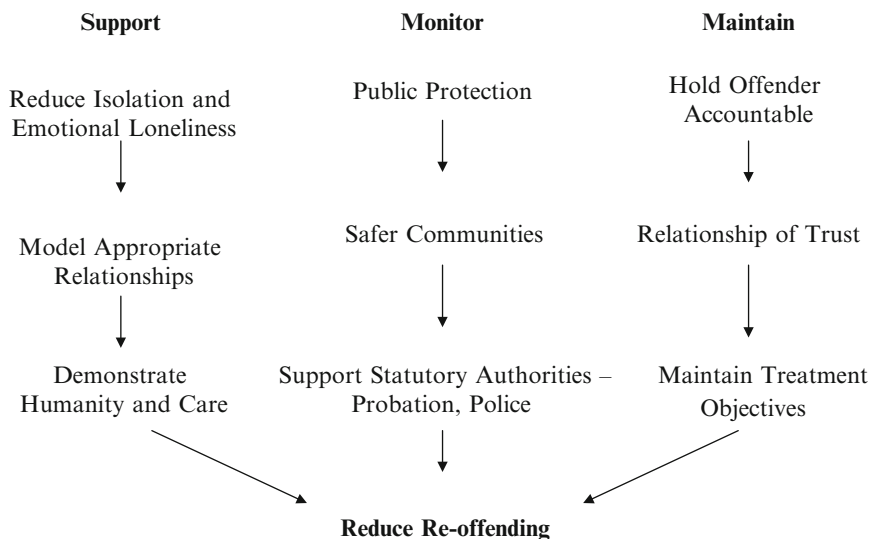 Support
Monitor
Maintain
Reduce Isolation and
Emotional Loneliness
Public Protection
Hold Offender
Accountable
Model Appropriate
Relationships
Safer Communities
Relationship of Trust
Demonstrate
Humanity and Care
Support Statutory Authorities –
Probation, Police
Maintain Treatment
Objectives
Reduce Re-offending